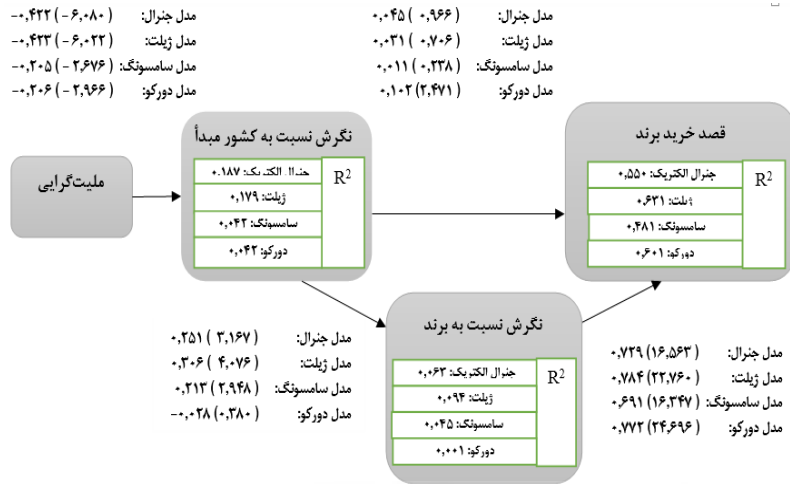 مدل جنرال: ۰,۰۴۵ ( ۰,۹۶۶ )
مدل ژیلت: ۰,۰۳۱ ( ۰,۷۰۶ )
مدل سامسونگ: ۰,۰۱۱ ( ۰,۲۳۸ )
مدل دورکو: ۰,۱۰۲ (۲,۴۷۱ )
مدل جنرال: -۰,۴۲۲ ( -۶,۰۸۰ )
مدل ژیلت: -۰,۴۲۳ ( -۶,۰۲۲ )
مدل سامسونگ: -۰,۲۰۵ ( -۲,۶۷۶ )
مدل دورکو: -۰,۲۰۶ ( -۲,۹۶۶ )
قصد خرید برند
R²
جنرال الکتریک: ۰,۵۵۰
ژیلت: ۰,۶۳۱
سامسونگ: ۰,۴۸۱
دورکو: ۰,۶۰۱
نگرش نسبت به کشور مبدأ
R²
جنرال الکتریک: ۰,۱۸۷
ژیلت: ۰,۱۷۹
سامسونگ: ۰,۰۴۲
دورکو: ۰,۰۴۲
ملیت‌گرایی
نگرش نسبت به برند
R²
جنرال الکتریک: ۰,۰۶۳
ژیلت: ۰,۰۹۴
سامسونگ: ۰,۰۴۵
دورکو: ۰,۰۰۱
مدل جنرال: ۰,۷۲۹ (۱۶,۵۶۳ )
مدل ژیلت: ۰,۷۸۴ (۲۲,۷۶۰ )
مدل سامسونگ: ۰,۶۹۱ (۱۶,۳۴۷ )
مدل دورکو: ۰,۷۷۲ (۲۴,۶۹۶ )
مدل جنرال: ۰,۲۵۱ ( ۳,۱۶۷ )
مدل ژیلت: ۰,۳۰۶ ( ۴,۰۷۶ )
مدل سامسونگ: ۰,۲۱۳ ( ۲,۹۴۸ )
مدل دورکو: -۰,۰۲۸ (۰,۳۸۰ )